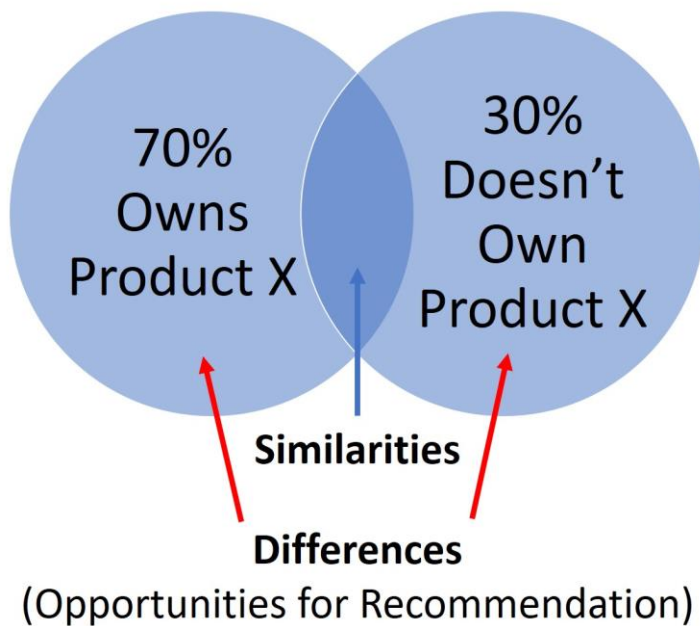 70%
Owns
Product X
30%
Doesn’t
Own
Product X
Similarities
Differences
(Opportunities for Recommendation)